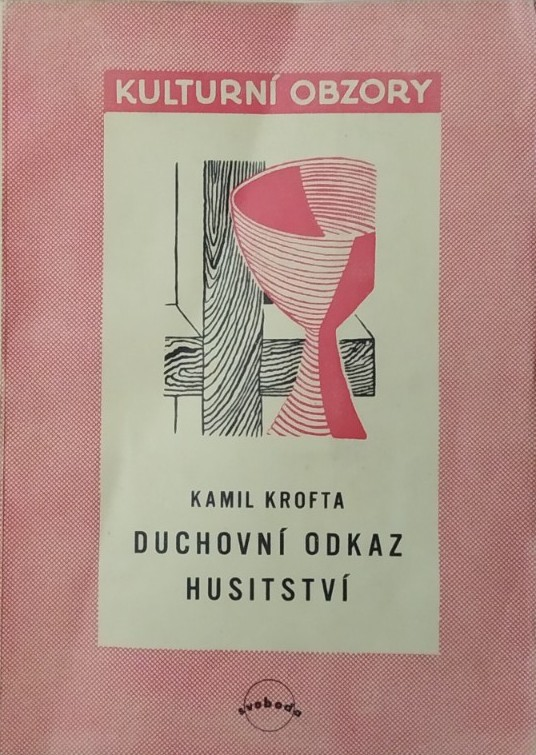 KULTURNÍ OBZORY
KAMIL KROFTA
DUCHOVNÍ ODKAZ
HUSITSTVÍ
svoboda